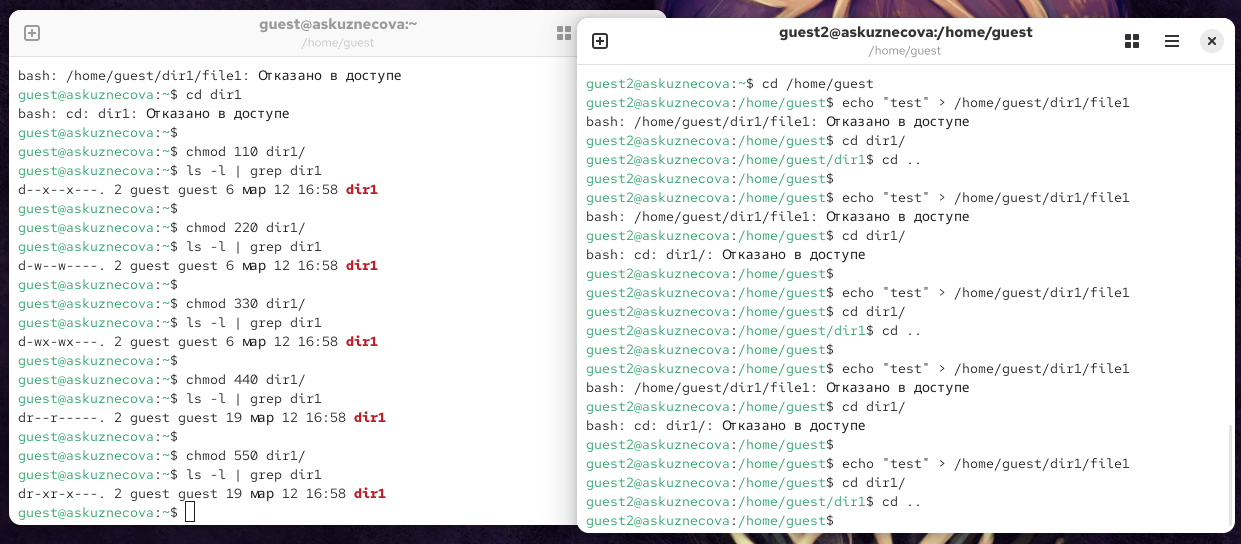 guest@askuznecova:~
/home/guest
bash: /home/guest/dir1/file1: Отказано в доступе
guest@askuznecova:~$ cd dir1
bash: cd: dir1: Отказано в доступе
guest@askuznecova:~$
guest@askuznecova:~$ chmod 110 dir1/
guest@askuznecova:~$ ls -l | grep dir1
d--x--x---. 2 guest guest 6 мар 12 16:58 dir1
guest@askuznecova:~$
guest@askuznecova:~$ chmod 220 dir1/
guest@askuznecova:~$ ls -l | grep dir1
d-w--w----. 2 guest guest 6 мар 12 16:58 dir1
guest@askuznecova:~$
guest@askuznecova:~$ chmod 330 dir1/
guest@askuznecova:~$ ls -l | grep dir1
d-wx-wx---. 2 guest guest 6 мар 12 16:58 dir1
guest@askuznecova:~$
guest@askuznecova:~$ chmod 440 dir1/
guest@askuznecova:~$ ls -l | grep dir1
dr--r-----. 2 guest guest 19 мар 12 16:58 dir1
guest@askuznecova:~$
guest@askuznecova:~$ chmod 550 dir1/
guest@askuznecova:~$ ls -l | grep dir1
dr-xr-x---. 2 guest guest 19 мар 12 16:58 dir1
guest@askuznecova:~$
guest2@askuznecova:/home/guest
/home/guest
guest2@askuznecova:~$ cd /home/guest
guest2@askuznecova:/home/guest$ echo "test" > /home/guest/dir1/file1
bash: /home/guest/dir1/file1: Отказано в доступе
guest2@askuznecova:/home/guest$ cd dir1/
guest2@askuznecova:/home/guest/dir1$ cd ..
guest2@askuznecova:/home/guest$
guest2@askuznecova:/home/guest$ echo "test" > /home/guest/dir1/file1
bash: /home/guest/dir1/file1: Отказано в доступе
guest2@askuznecova:/home/guest$ cd dir1/
bash: cd: dir1/: Отказано в доступе
guest2@askuznecova:/home/guest$
guest2@askuznecova:/home/guest$ echo "test" > /home/guest/dir1/file1
guest2@askuznecova:/home/guest$ cd dir1/
guest2@askuznecova:/home/guest/dir1$ cd ..
guest2@askuznecova:/home/guest$
guest2@askuznecova:/home/guest$ echo "test" > /home/guest/dir1/file1
bash: /home/guest/dir1/file1: Отказано в доступе
guest2@askuznecova:/home/guest$ cd dir1/
bash: cd: dir1/: Отказано в доступе
guest2@askuznecova:/home/guest$
guest2@askuznecova:/home/guest$ echo "test" > /home/guest/dir1/file1
guest2@askuznecova:/home/guest$ cd dir1/
guest2@askuznecova:/home/guest/dir1$ cd ..
guest2@askuznecova:/home/guest$